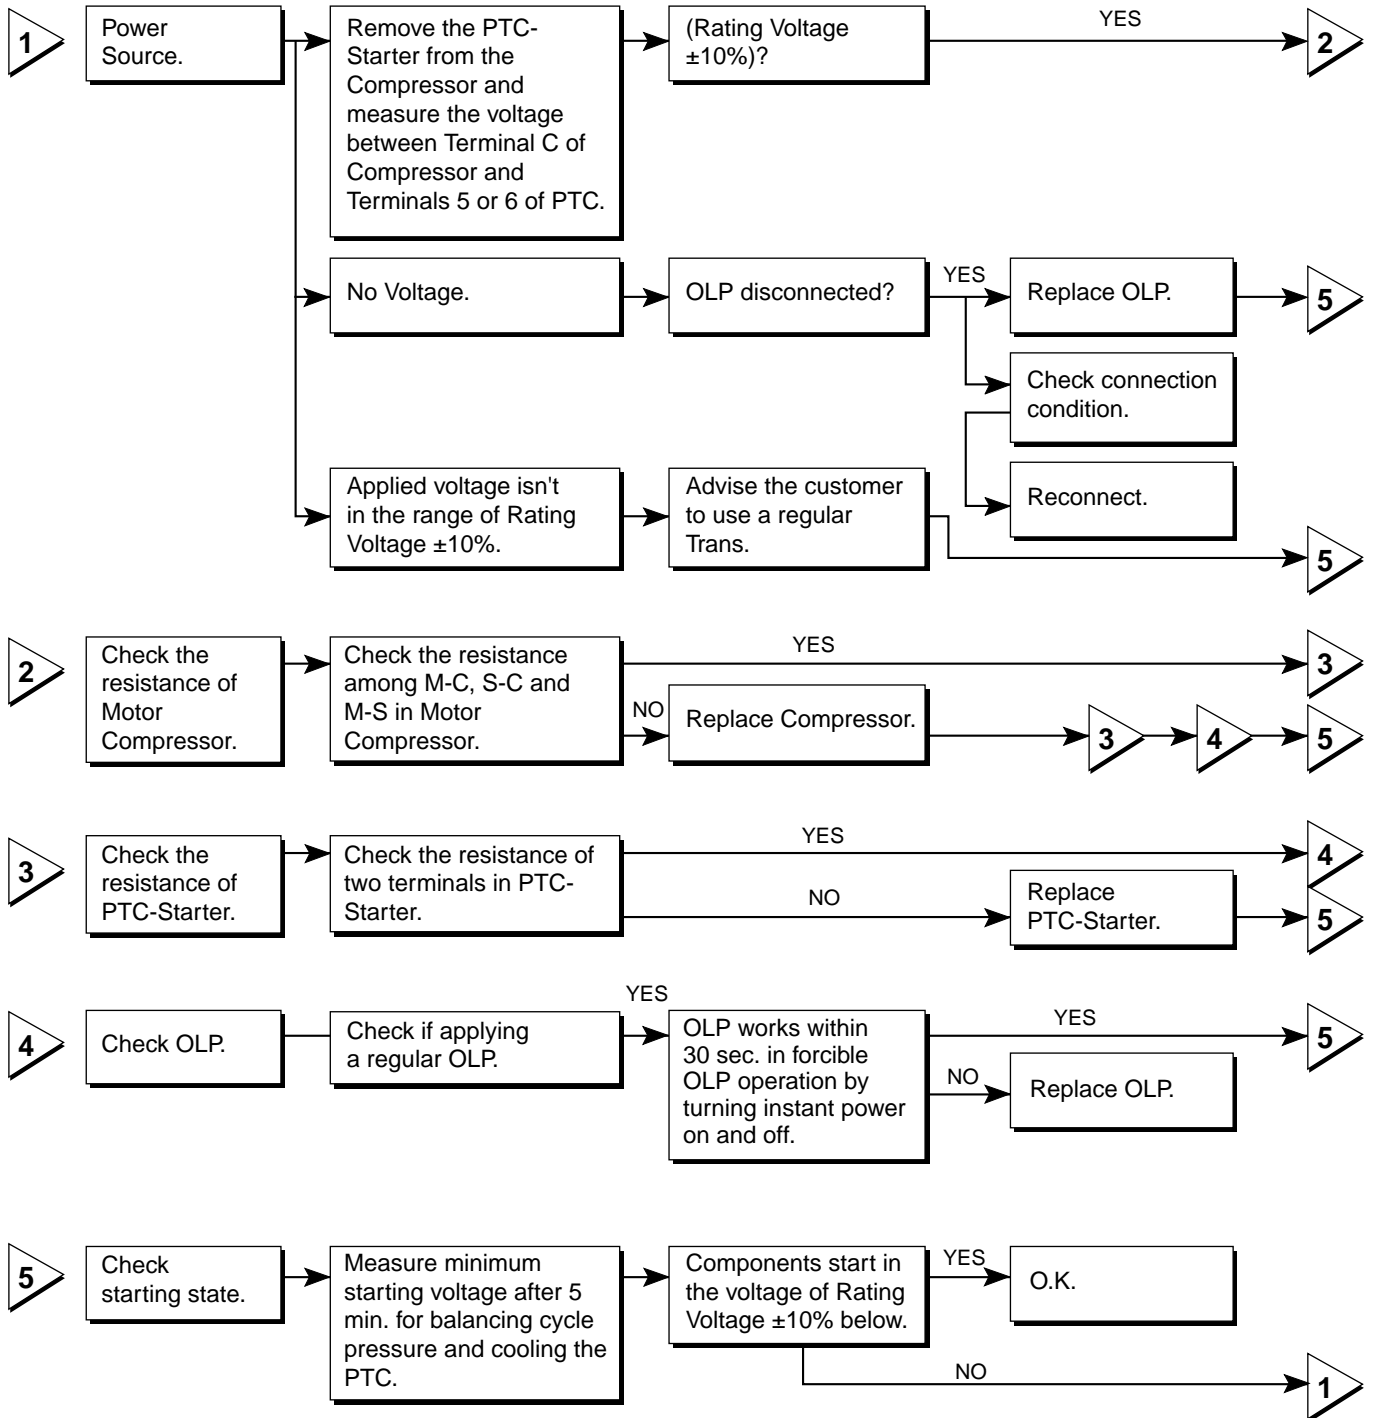 1
Power
Source.
Remove the PTC-
Starter from the
Compressor and
measure the voltage
between Terminal C of
Compressor and
Terminals 5 or 6 of PTC.
(Rating Voltage
±10%)?
YES
2
No Voltage.
OLP disconnected?
YES
Replace OLP.
5
Check connection
condition.
Reconnect.
Applied voltage isn't
in the range of Rating
Voltage ±10%.
Advise the customer
to use a regular
Trans.
5
2
Check the
resistance of
Motor
Compressor.
Check the resistance
among M-C, S-C and
M-S in Motor
Compressor.
YES
3
NO
Replace Compressor.
3
4
5
3
Check the
resistance of
PTC-Starter.
Check the resistance of
two terminals in PTC-
Starter.
YES
4
NO
Replace
PTC-Starter.
5
4
Check OLP.
Check if applying
a regular OLP.
YES
OLP works within
30 sec. in forcible
OLP operation by
turning instant power
on and off.
YES
5
NO
Replace OLP.
5
Check
starting state.
Measure minimum
starting voltage after 5
min. for balancing cycle
pressure and cooling the
PTC.
Components start in
the voltage of Rating
Voltage ±10% below.
YES
O.K.
NO
1